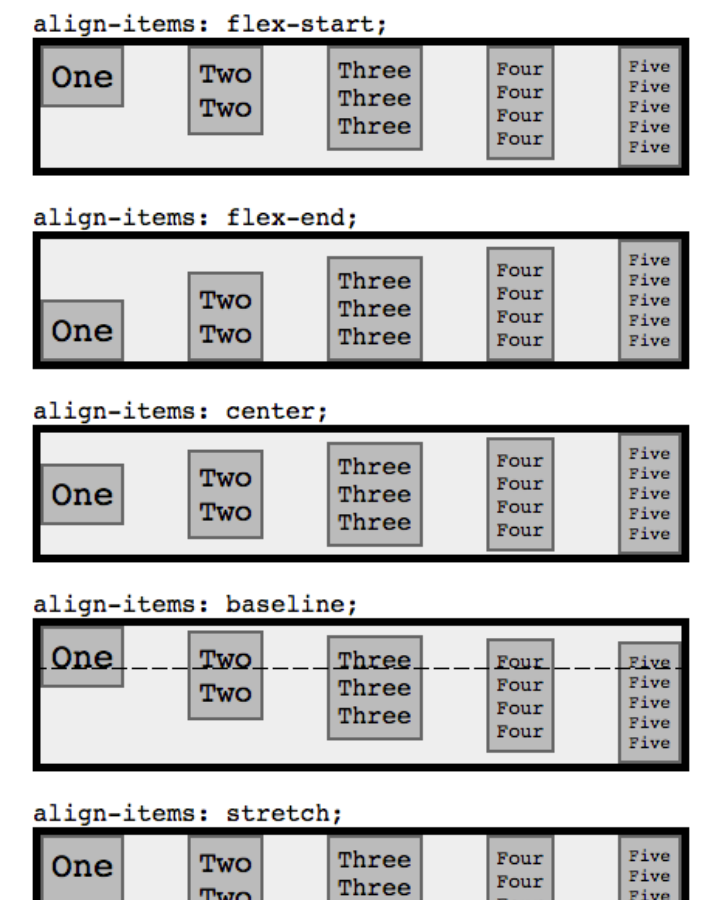 align-items: flex-start;
One Two Three Four Five
Two Three Four Five
Three Four Five
Four Five
Five
align-items: flex-end;
One Two Three Four Five
Two Three Four Five
Three Four Five
Four Five
Five
align-items: center;
One Two Three Four Five
Two Three Four Five
Three Four Five
Four Five
Five
align-items: baseline;
One Two Three Four Five
Two Three Four Five
Three Four Five
Four Five
Five
align-items: stretch;
One Two Three Four Five
Two Three Four Five
Five